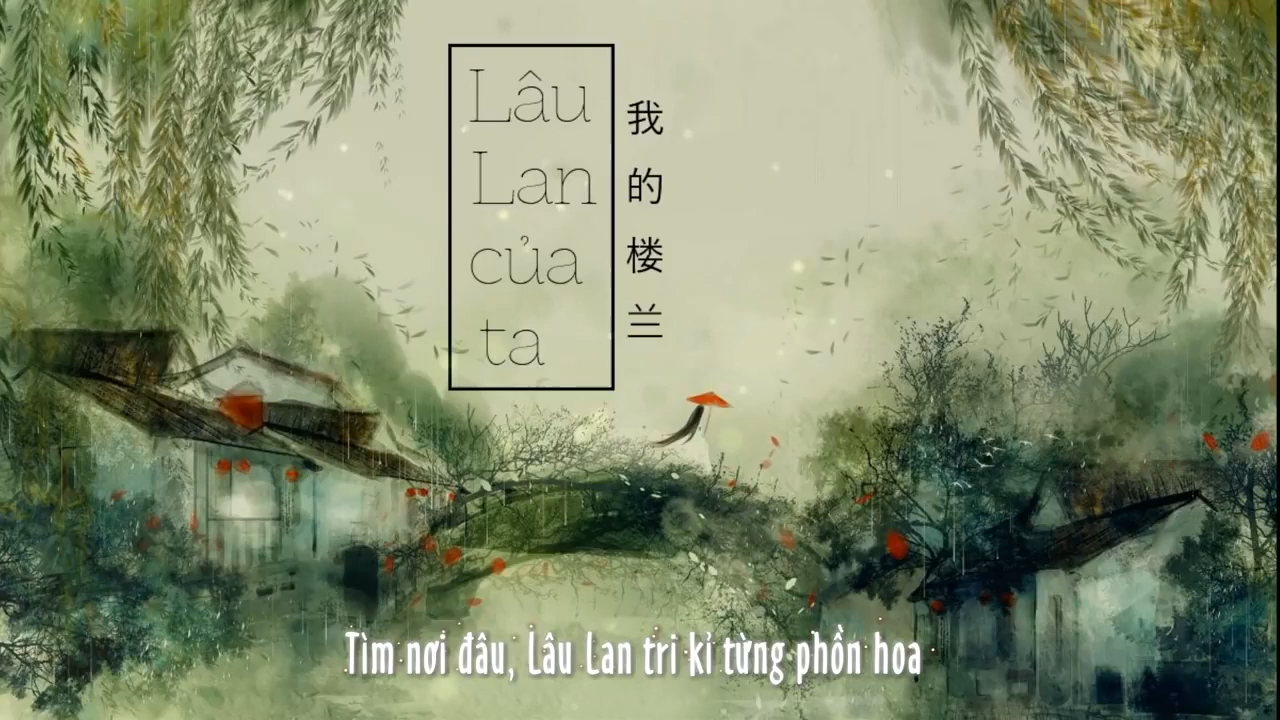 Lâu
Lan
của
ta
我的楼兰
Tìm nơi đâu, Lâu Lan tri kỉ từng phồn hoa